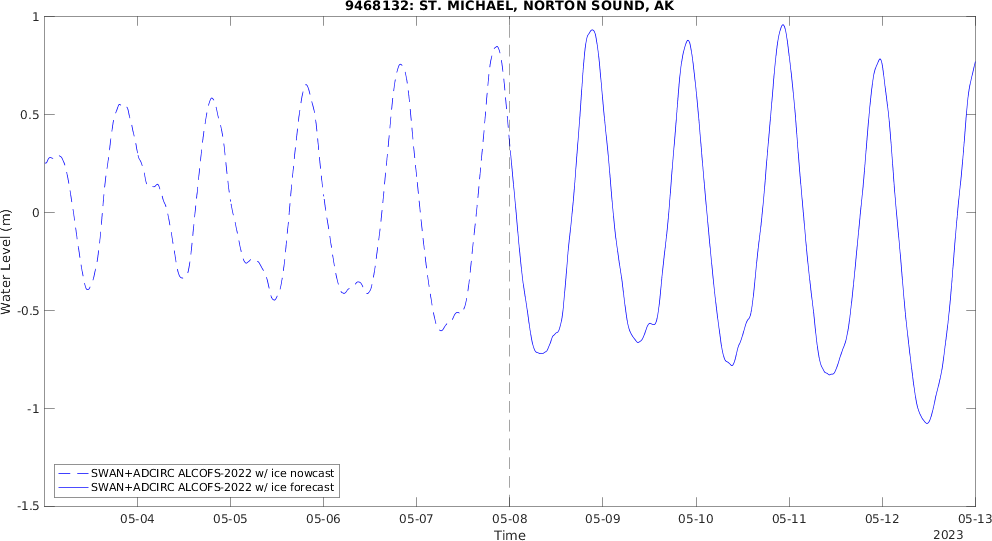 9468132: ST. MICHAEL, NORTON SOUND, AK
Water Level (m)
1
0.5
0
-0.5
-1
-1.5
SWAN+ADCIRC ALCOFS-2022 w/ ice nowcast
SWAN+ADCIRC ALCOFS-2022 w/ ice forecast
05-04 05-05 05-06 05-07 05-08 05-09 05-10 05-11 05-12 05-13
Time
2023